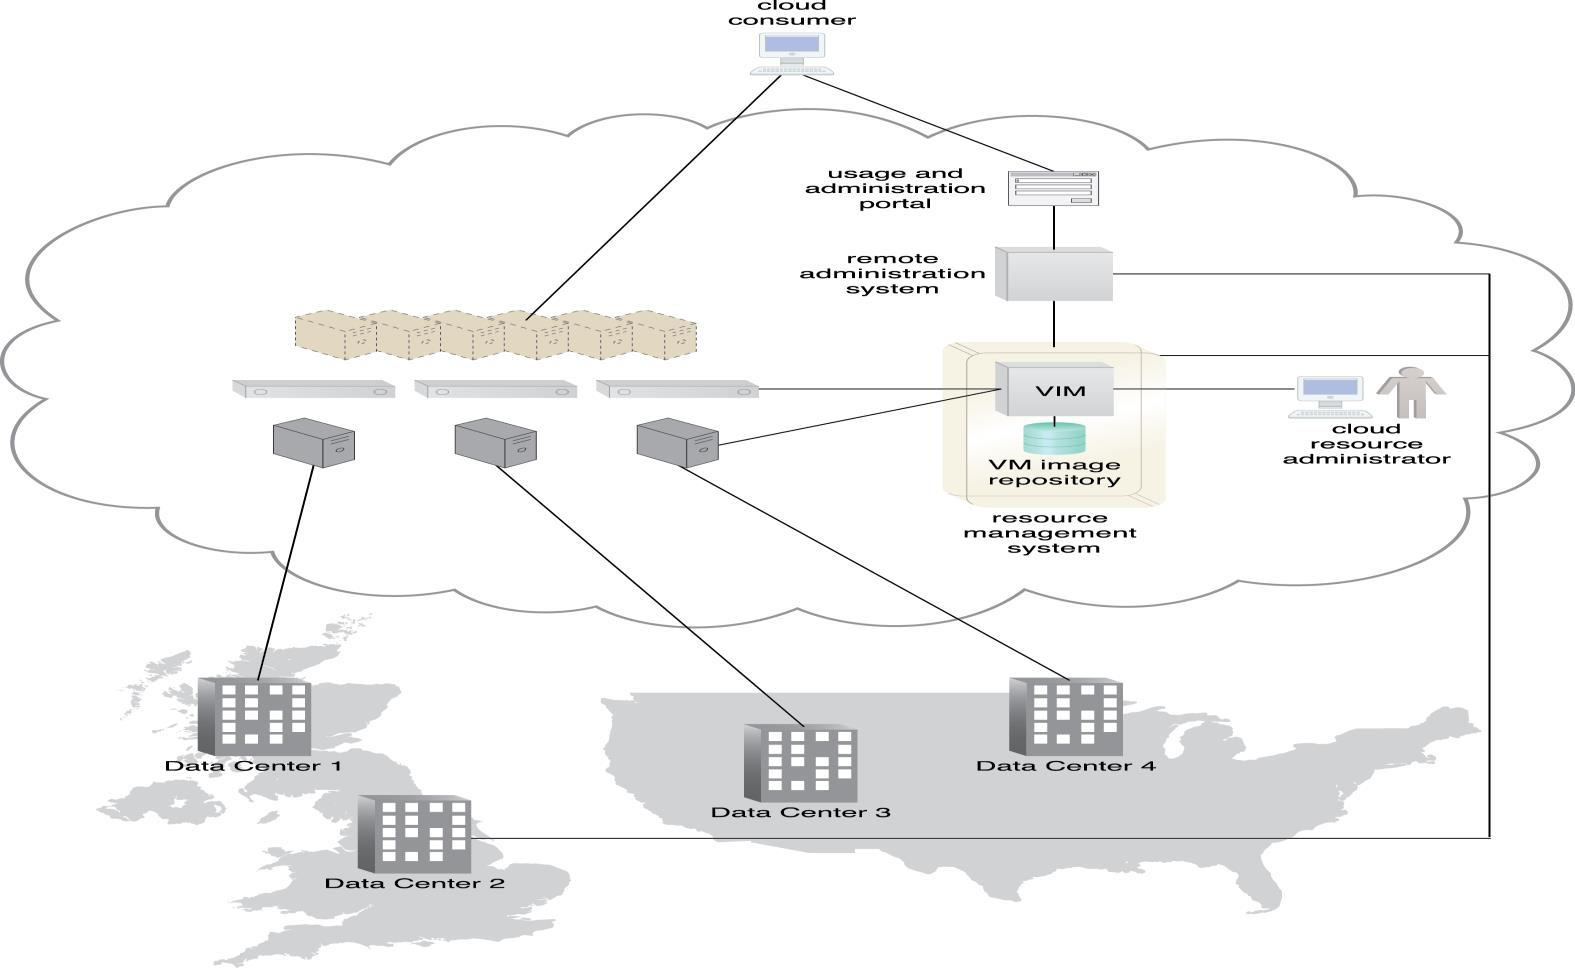 cloud
consumer
usage and
administration
portal
remote
administration
system
VIM
VM image
repository
resource
management
system
cloud
resource
administrator
Data Center 1
Data Center 2
Data Center 3
Data Center 4